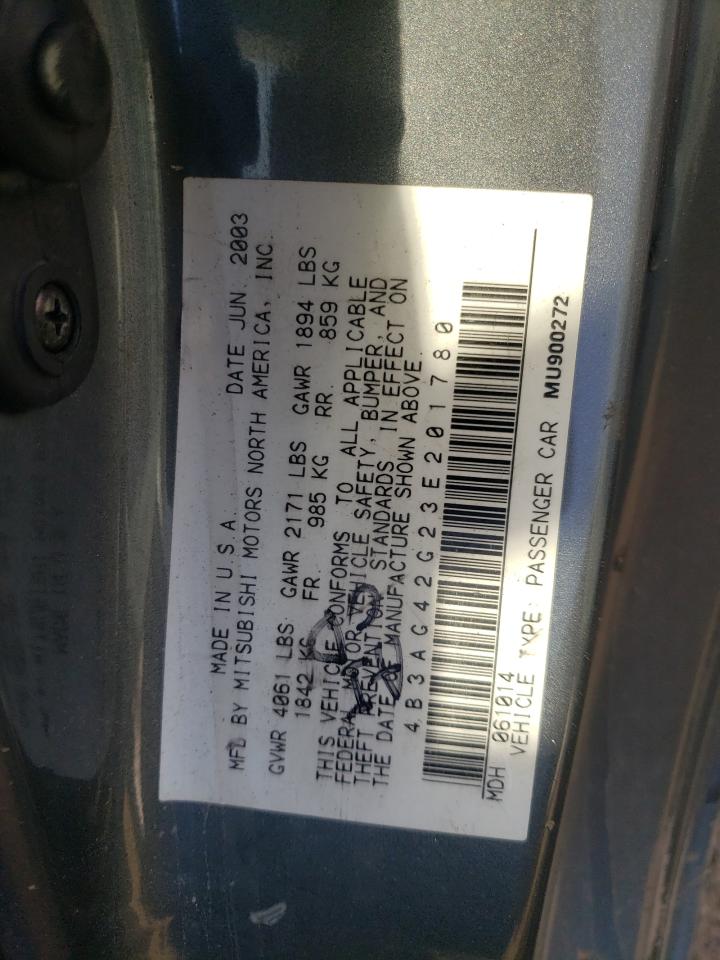 MADE IN U.S.A. DATE JUN. 2003
MFD BY MITSUBISHI MOTORS NORTH AMERICA, INC.
GVWR 4061 LBS GAWR 2171 LBS GAWR 1894 LBS
1842 KG FR. 985 KG RR. 859 KG
THIS VEHICLE CONFORMS TO ALL APPLICABLE
FEDERAL MOTOR VEHICLE SAFETY, BUMPER, AND
THEFT PREVENTION STANDARDS IN EFFECT ON
THE DATE OF MANUFACTURE SHOWN ABOVE.
4B3AG42G23E201780
MDH 061014
VEHICLE TYPE: PASSENGER CAR MU900272